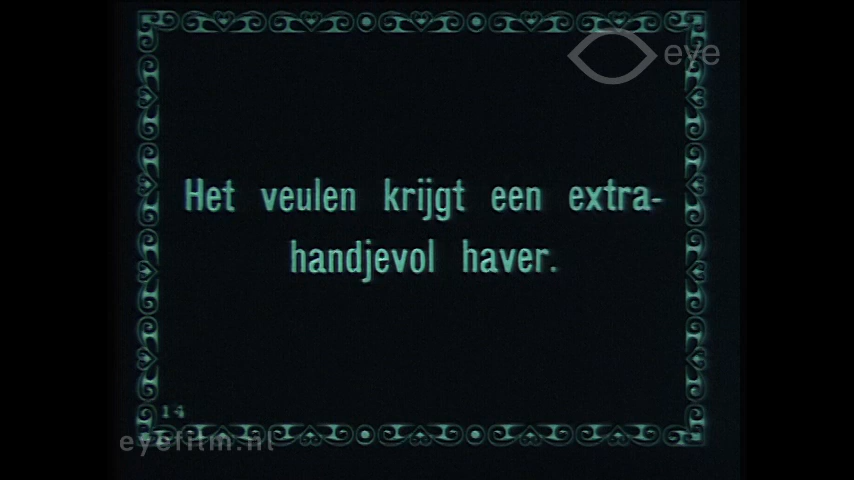 eye
Het veulen krijgt een extra-
handjevol haver.
14
eyefilm.nl